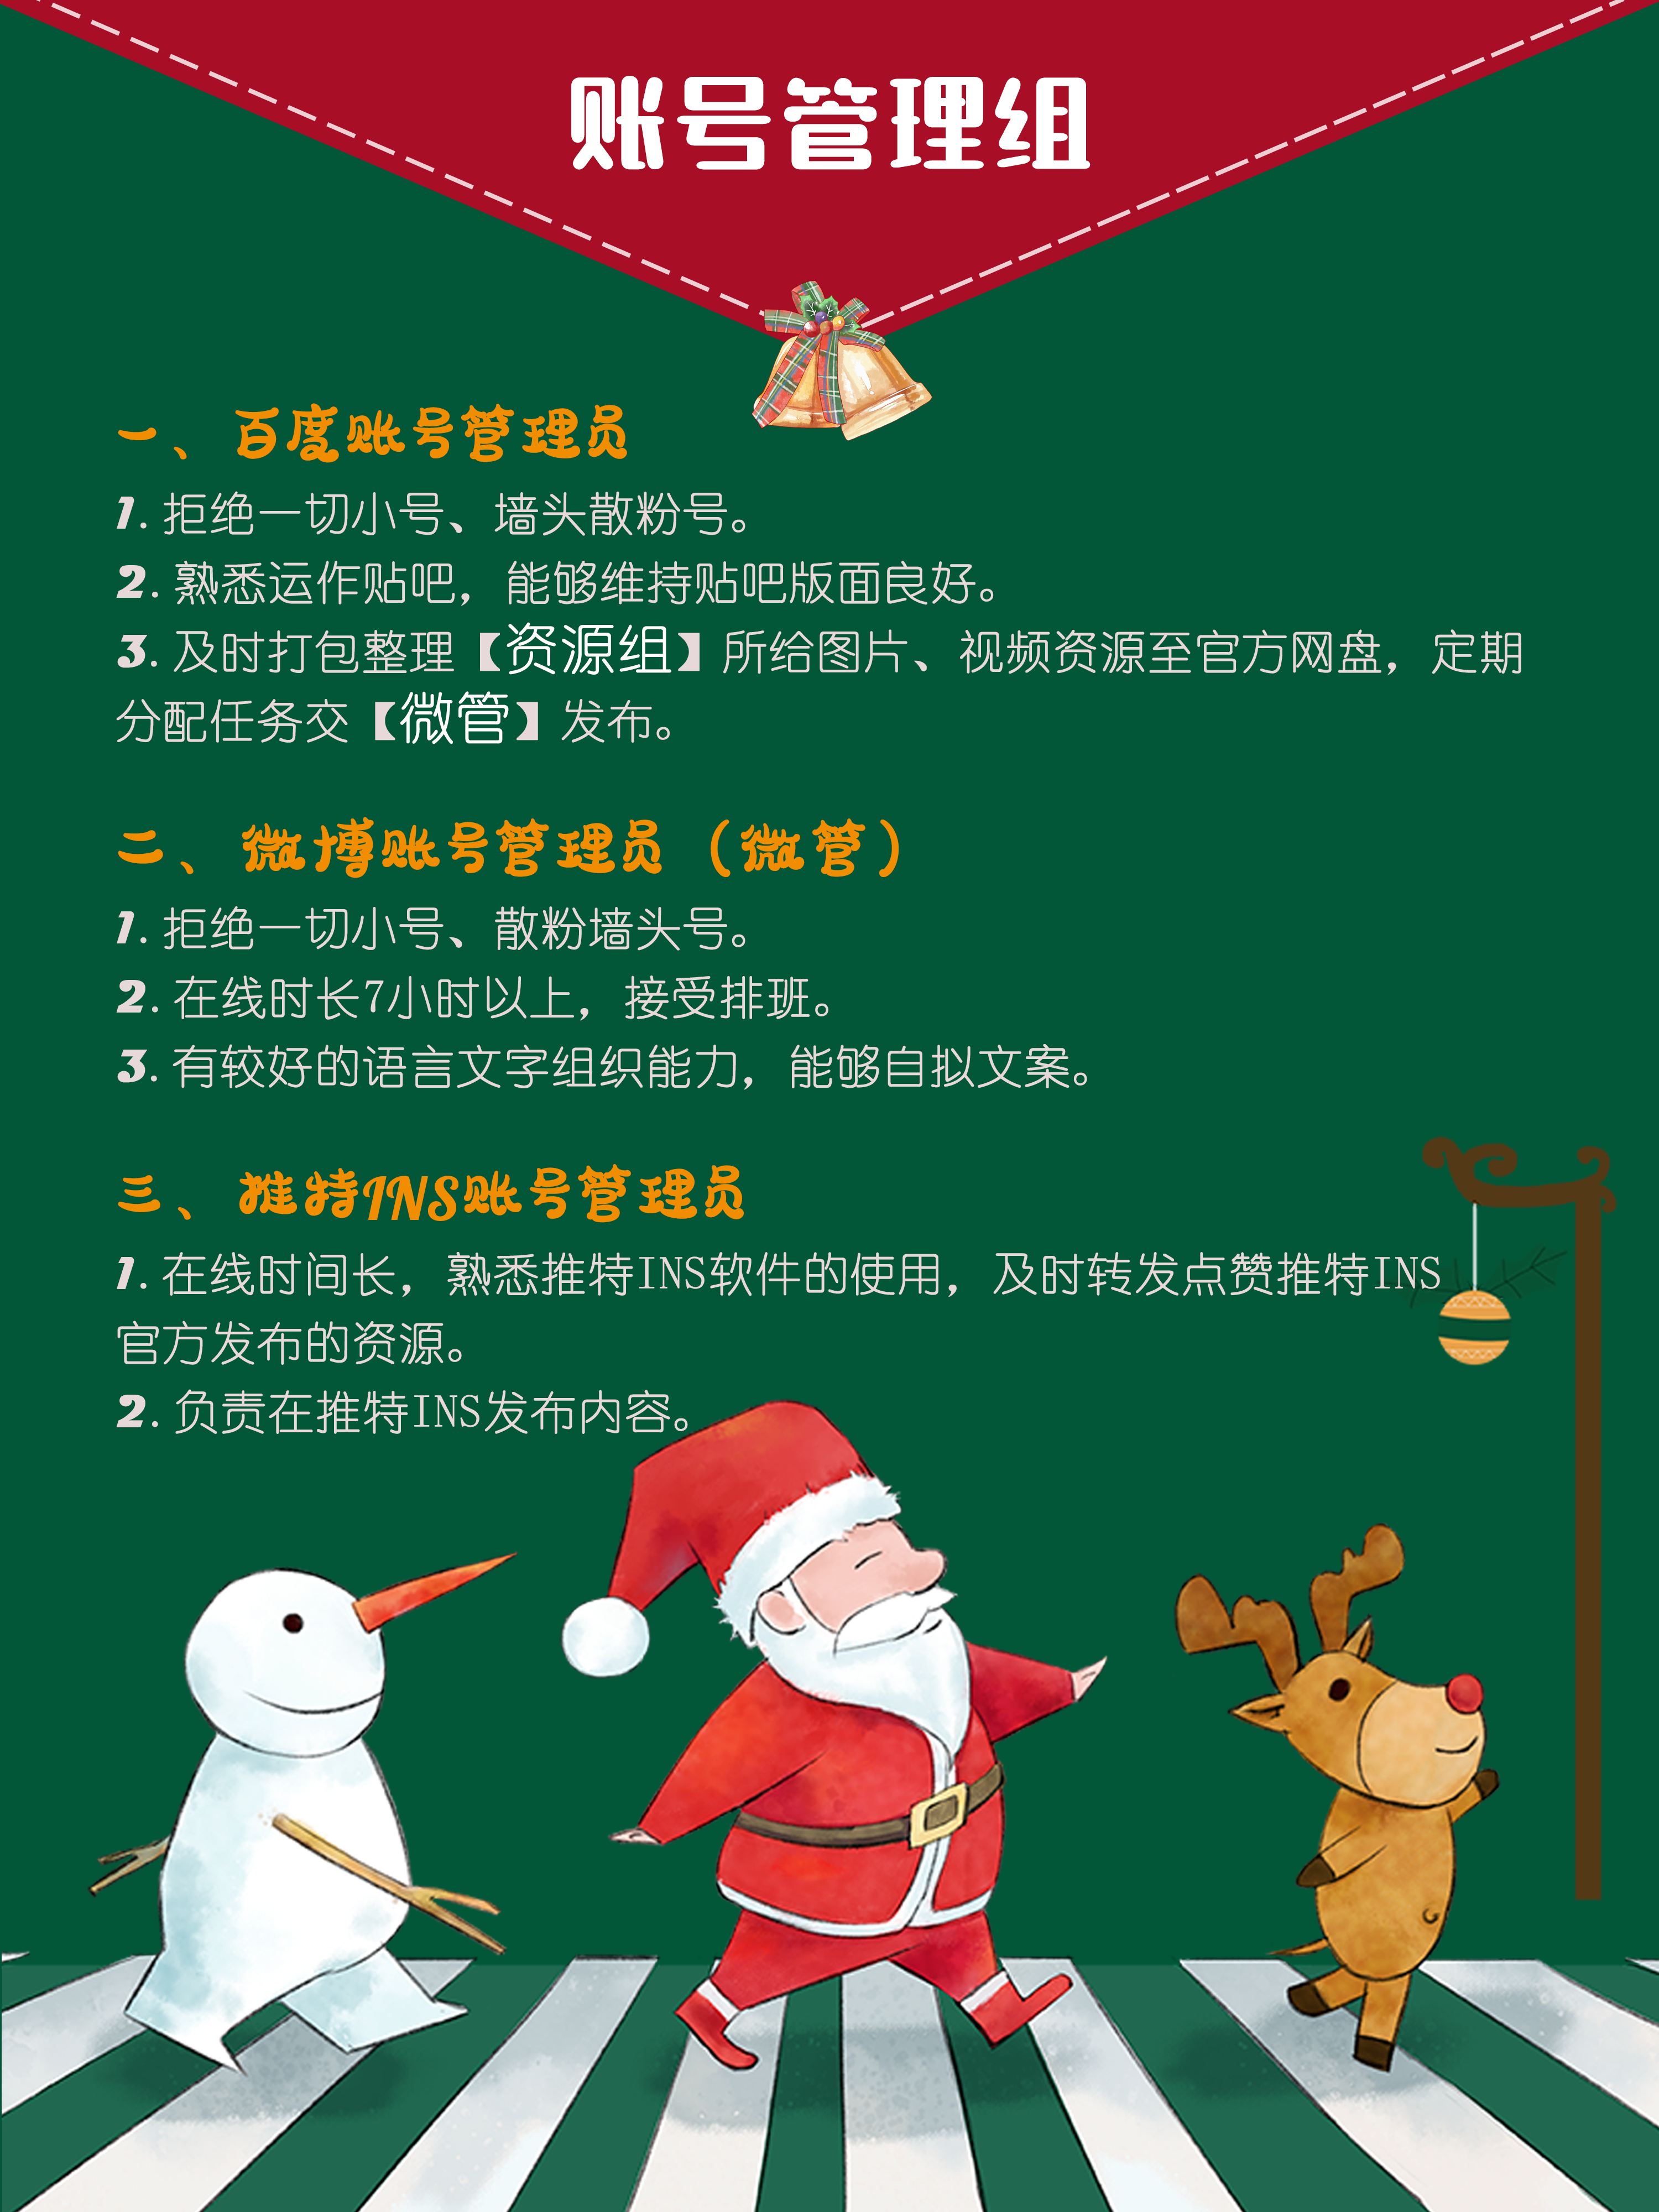 账号管理组
一、百度账号管理员
1. 拒绝一切小号、墙头散粉号。
2. 熟悉运作贴吧，能够维持贴吧版面良好。
3. 及时打包整理【资源组】所给图片、视频资源至官方网盘，定期
分配任务交【微管】发布。
二、微博账号管理员（微管）
1. 拒绝一切小号、散粉墙头号。
2. 在线时长7小时以上，接受排班。
3. 有较好的语言文字组织能力，能够自拟文案。
三、推特INS账号管理员
1. 在线时间长，熟悉推特INS软件的使用，及时转发点赞推特INS
官方发布的资源。
2. 负责在推特INS发布内容。